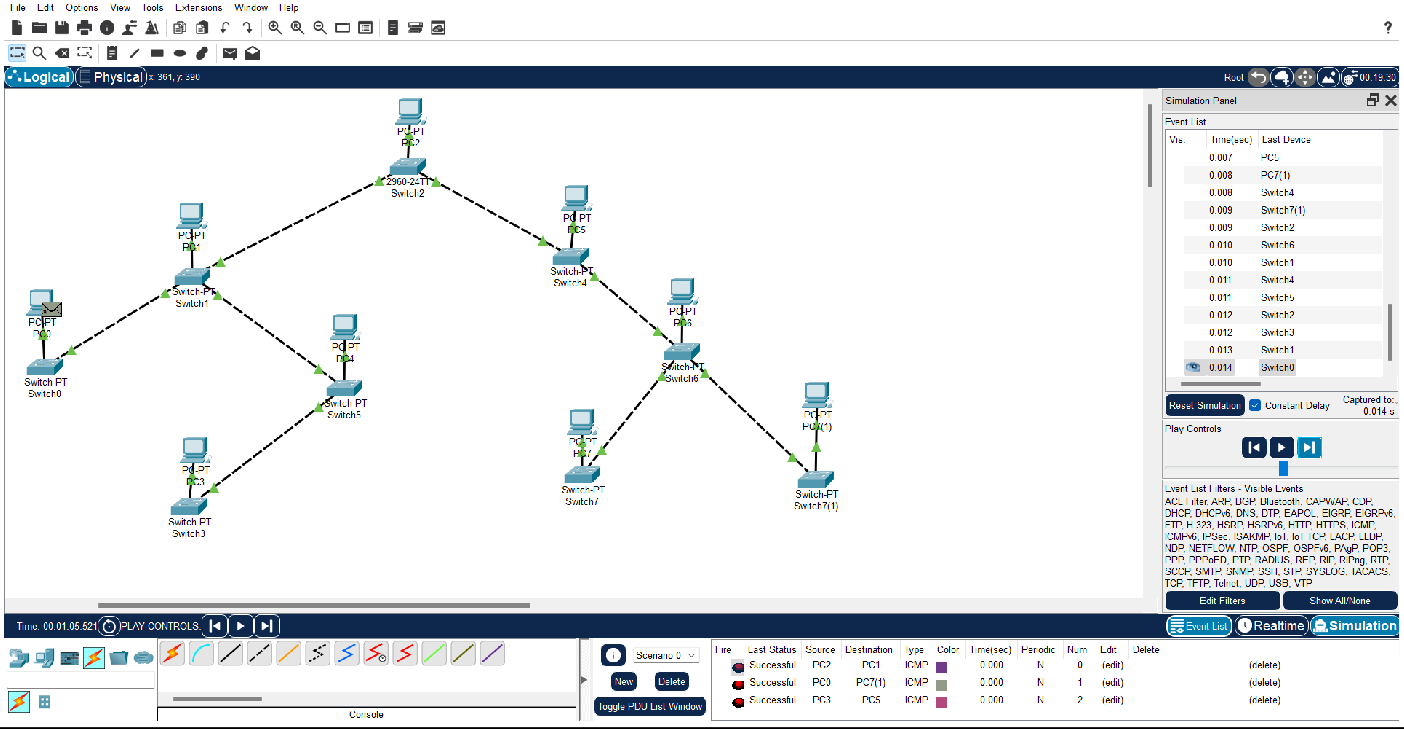 File Edit Options View Tools Extensions Window Help
?
Logical Physical x: 361, y: 390 Root 00:19:30
PC-PT
PC2
2960-24TT
Switch2
PC-PT
PC1
Switch-PT
Switch1
PC-PT
PC5
Switch-PT
Switch4
PC-PT
PC0
Switch-PT
Switch0
PC-PT
PC4
Switch-PT
Switch5
PC-PT
PC6
Switch-PT
Switch6
PC-PT
PC3
Switch-PT
Switch3
PC-PT
PC7
Switch-PT
Switch7
PC-PT
PC7(1)
Switch-PT
Switch7(1)
Simulation Panel
Event List
Vis. Time(sec) Last Device
0.007 PC5
0.008 PC7(1)
0.008 Switch4
0.009 Switch7(1)
0.009 Switch2
0.010 Switch6
0.010 Switch1
0.011 Switch4
0.011 Switch5
0.012 Switch2
0.012 Switch3
0.013 Switch1
0.014 Switch0
Reset Simulation Constant Delay Captured to:
0.014 s
Play Controls
Event List Filters - Visible Events
ACL Filter, ARP, BGP, Bluetooth, CAPWAP, CDP,
DHCP, DHCPv6, DNS, DTP, EAPOL, EIGRP, EIGRPv6,
FTP, H.323, HSRP, HSRPv6, HTTP, HTTPS, ICMP,
ICMPv6, IPSec, ISAKMP, IoT, IoT TCP, LACP, LLDP,
NDP, NETFLOW, NTP, OSPF, OSPFv6, PAgP, POP3,
PPP, PPPoED, PTP, RADIUS, REP, RIP, RIPng, RTP,
SCCP, SMTP, SNMP, SSH, STP, SYSLOG, TACACS,
TCP, TFTP, Telnet, UDP, USB, VTP
Edit Filters Show All/None
Time: 00:01:05.521 PLAY CONTROLS: Event List Realtime Simulation
Console
Scenario 0
New Delete
Toggle PDU List Window
Fire Last Status Source Destination Type Color Time(sec) Periodic Num Edit Delete
Successful PC2 PC1 ICMP 0.000 N 0 (edit) (delete)
Successful PC0 PC7(1) ICMP 0.000 N 1 (edit) (delete)
Successful PC3 PC5 ICMP 0.000 N 2 (edit) (delete)